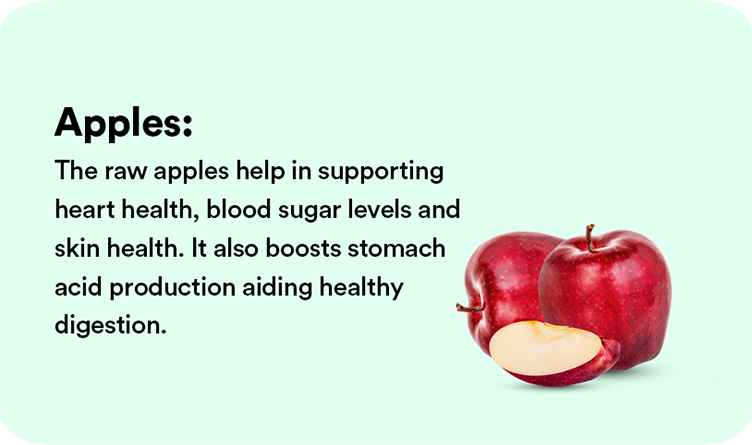 Apples:
The raw apples help in supporting
heart health, blood sugar levels and
skin health. It also boosts stomach
acid production aiding healthy
digestion.